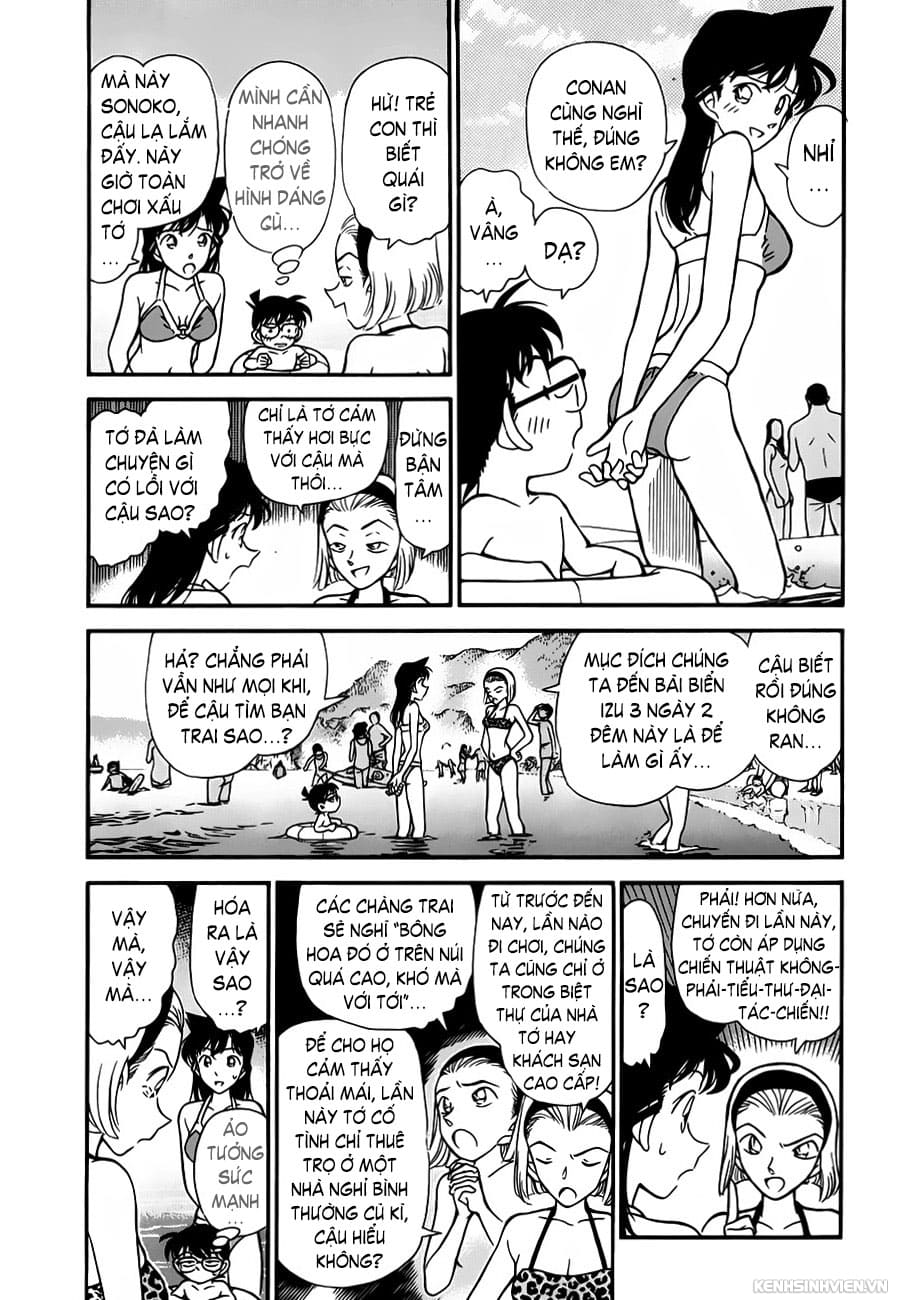 NHỈ
...
CONAN
CŨNG NGHĨ
THẾ, ĐÚNG
KHÔNG EM?
DẠ?
À,
VÂNG
...
HỨ! TRẺ
CON THÌ
BIẾT
QUÁI
GÌ?
MÌNH CẦN
NHANH
CHÓNG
TRỞ VỀ
HÌNH DÁNG
CŨ...
MÀ NÀY
SONOKO,
CẬU LẠ LẮM
ĐẤY. NÃY
GIỜ TOÀN
CHƠI XẤU
TỚ
...
ĐỪNG
BẬN
TÂM
...
CHỈ LÀ TỚ CẢM
THẤY HƠI BỰC
VỚI CẬU MÀ
THÔI...
TỚ ĐÃ LÀM
CHUYỆN GÌ
CÓ LỖI VỚI
CẬU SAO?
CẬU BIẾT
RỒI ĐÚNG
KHÔNG
RAN...
MỤC ĐÍCH CHÚNG
TA ĐẾN BÃI BIỂN
IZU 3 NGÀY 2
ĐÊM NÀY LÀ ĐỂ
LÀM GÌ ẤY...
HẢ? CHẲNG PHẢI
VẪN NHƯ MỌI KHI,
ĐỂ CẬU TÌM BẠN
TRAI SAO...?
PHẢI! HƠN NỮA,
CHUYẾN ĐI LẦN NÀY,
TỚ CÒN ÁP DỤNG
CHIẾN THUẬT KHÔNG-
PHẢI-TIỂU-THƯ-ĐẠI-
TÁC-CHIẾN!!
LÀ
SAO
?
TỪ TRƯỚC ĐẾN
NAY, LẦN NÀO
ĐI CHƠI, CHÚNG
TA CŨNG CHỈ Ở
TRONG BIỆT
THỰ CỦA NHÀ
TỚ HAY
KHÁCH SẠN
CAO CẤP!
CÁC CHÀNG TRAI
SẼ NGHĨ "BÔNG
HOA ĐÓ Ở TRÊN NÚI
QUÁ CAO, KHÓ MÀ
VỚI TỚI"...
ĐỂ CHO HỌ
CẢM THẤY
THOẢI MÁI, LẦN
NÀY TỚ CỐ
TÌNH CHỈ THUÊ
TRỌ Ở MỘT
NHÀ NGHỈ BÌNH
THƯỜNG CŨ KĨ,
CẬU HIỂU
KHÔNG?
HÓA
RA LÀ
VẬY
SAO
...?
VẬY
MÀ,
VẬY
MÀ...
ẢO
TƯỞNG
SỨC
MẠNH
...
KENHSINHVIEN.VN